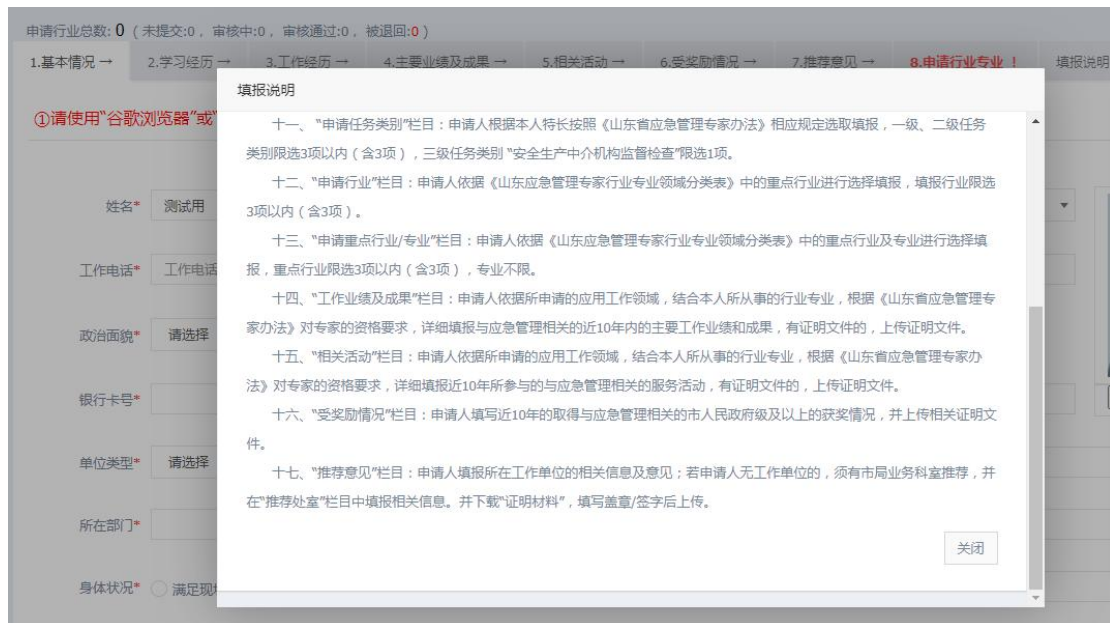 申请行业总数: 0 ( 未提交:0 , 审核中:0 , 审核通过:0 , 被退回:0 )
1.基本情况 → 2.学习经历 → 3.工作经历 → 4.主要业绩及成果 → 5.相关活动 → 6.受奖励情况 → 7.推荐意见 → 8.申请行业专业 ! 填报说明
①请使用"谷歌浏览器"或"
填报说明
十一、"申请任务类别"栏目：申请人根据本人特长按照《山东省应急管理专家办法》相应规定选取填报，一级、二级任务
类别限选3项以内（含3项），三级任务类别 "安全生产中介机构监督检查"限选1项。
十二、"申请行业"栏目：申请人依据《山东应急管理专家行业专业领域分类表》中的重点行业进行选择填报，填报行业限选
3项以内（含3项）。
十三、"申请重点行业/专业"栏目：申请人依据《山东应急管理专家行业专业领域分类表》中的重点行业及专业进行选择填
报，重点行业限选3项以内（含3项），专业不限。
十四、"工作业绩及成果"栏目：申请人依据所申请的应用工作领域，结合本人所从事的行业专业，根据《山东省应急管理专
家办法》对专家的资格要求，详细填报与应急管理相关的近10年内的主要工作业绩和成果，有证明文件的，上传证明文件。
十五、"相关活动"栏目：申请人依据所申请的应用工作领域，结合本人所从事的行业专业，根据《山东省应急管理专家办
法》对专家的资格要求，详细填报近10年所参与的与应急管理相关的服务活动，有证明文件的，上传证明文件。
十六、"受奖励情况"栏目：申请人填写近10年的取得与应急管理相关的市人民政府级及以上的获奖情况，并上传相关证明文
件。
十七、"推荐意见"栏目：申请人填报所在工作单位的相关信息及意见；若申请人无工作单位的，须有市局业务科室推荐，并
在"推荐处室"栏目中填报相关信息。并下载"证明材料"，填写盖章/签字后上传。
关闭
姓名* 测试用
工作电话* 工作电话
政治面貌* 请选择
银行卡号*
单位类型* 请选择
所在部门*
身体状况* 满足现